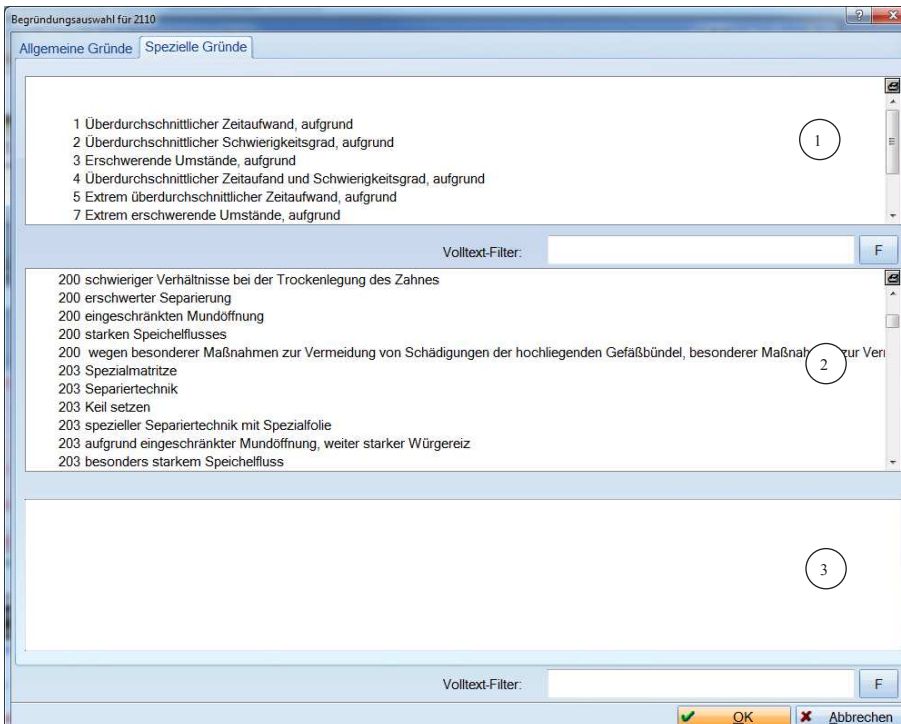 Begründungsauswahl für 2110
Allgemeine Gründe Spezielle Gründe
1 Überdurchschnittlicher Zeitaufwand, aufgrund
2 Überdurchschnittlicher Schwierigkeitsgrad, aufgrund
3 Erschwerende Umstände, aufgrund
4 Überdurchschnittlicher Zeitaufand und Schwierigkeitsgrad, aufgrund
5 Extrem überdurchschnittlicher Zeitaufwand, aufgrund
7 Extrem erschwerende Umstände, aufgrund
1
Volltext-Filter: F
200 schwieriger Verhältnisse bei der Trockenlegung des Zahnes
200 erschwerter Separierung
200 eingeschränkten Mundöffnung
200 starken Speichelflusses
200 wegen besonderer Maßnahmen zur Vermeidung von Schädigungen der hochliegenden Gefäßbündel, besonderer Maßnah zur Ver
203 Spezialmatritze
2
203 Separiertechnik
203 Keil setzen
203 spezieller Separiertechnik mit Spezialfolie
203 aufgrund eingeschränkter Mundöffnung, weiter starker Würgereiz
203 besonders starkem Speichelfluss
3
Volltext-Filter: F
OK Abbrechen